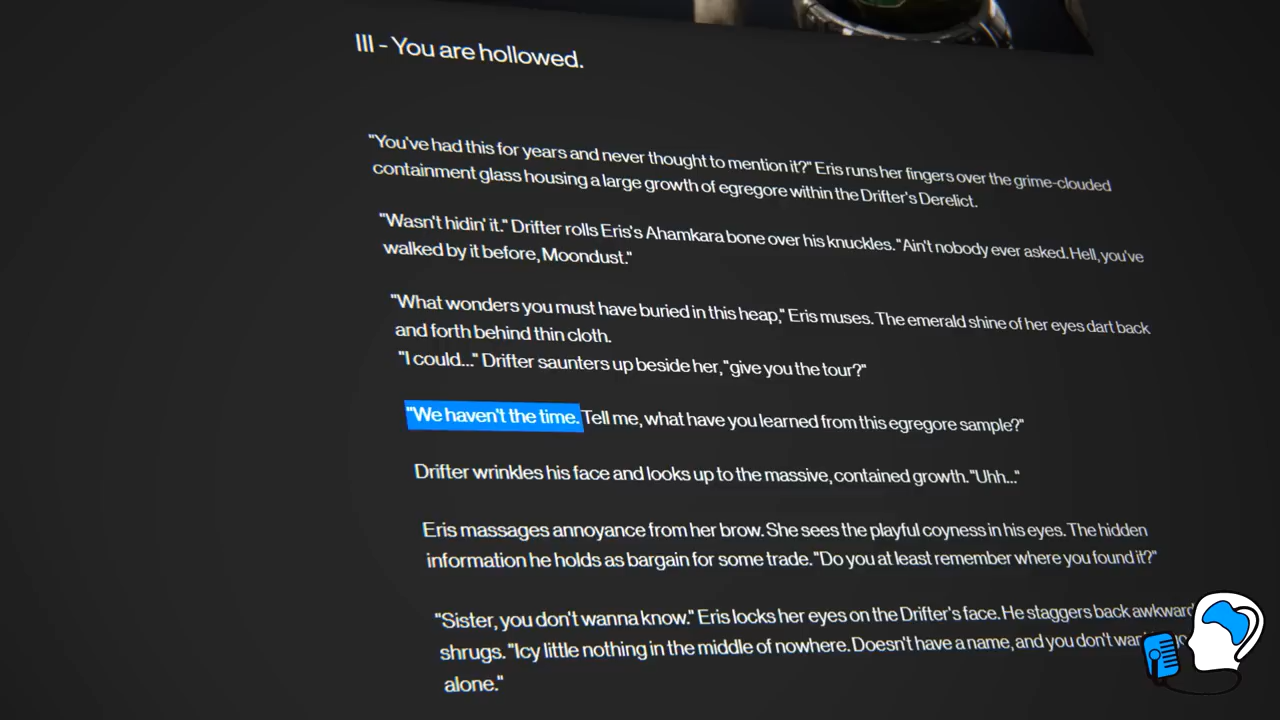 III - You are hollowed.
"You've had this for years and never thought to mention it?" Eris runs her fingers over the grime-clouded
containment glass housing a large growth of egregore within the Drifter's Derelict.
"Wasn't hidin' it." Drifter rolls Eris's Ahamkara bone over his knuckles. "Ain't nobody ever asked. Hell, you've
walked by it before, Moondust."
"What wonders you must have buried in this heap," Eris muses. The emerald shine of her eyes dart back
and forth behind thin cloth.
"I could..." Drifter saunters up beside her, "give you the tour?"
"We haven't the time. Tell me, what have you learned from this egregore sample?"
Drifter wrinkles his face and looks up to the massive, contained growth. "Uhh..."
Eris massages annoyance from her brow. She sees the playful coyness in his eyes. The hidden
information he holds as bargain for some trade. "Do you at least remember where you found it?"
"Sister, you don't wanna know." Eris locks her eyes on the Drifter's face. He staggers back
shrugs. "Icy little nothing in the middle of nowhere. Doesn't have a name, and you don't
alone."